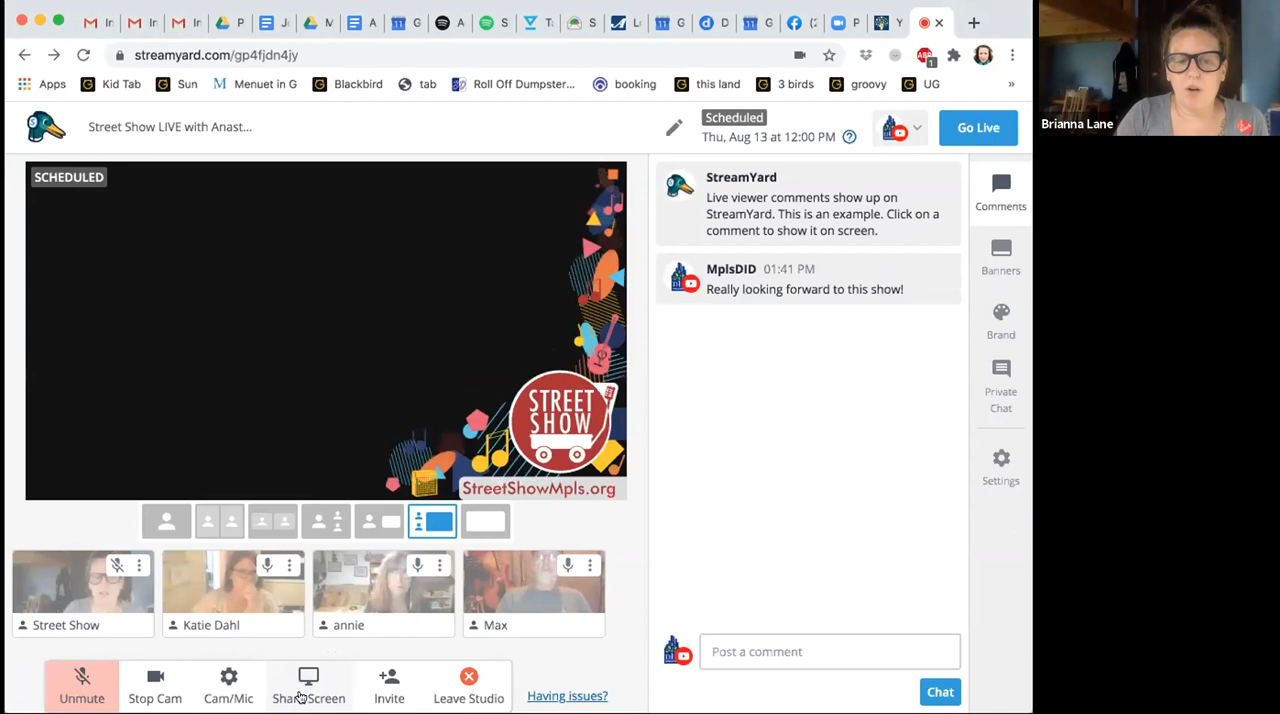 streamyard.com/gp4fjdn4jy
Apps
Kid Tab
Sun
Menuet in G
Blackbird
tab
Roll Off Dumpster...
booking
this land
3 birds
groovy
UG
»
Street Show LIVE with Anast...
Scheduled
Thu, Aug 13 at 12:00 PM
Go Live
Brianna Lane
SCHEDULED
STREET
SHOW
StreetShowMpls.org
StreamYard
Live viewer comments show up on
StreamYard. This is an example. Click on a
comment to show it on screen.
MplsDID 01:41 PM
Really looking forward to this show!
Comments
Banners
Brand
Private
Chat
Settings
Street Show
Katie Dahl
annie
Max
Unmute
Stop Cam
Cam/Mic
Share Screen
Invite
Leave Studio
Having issues?
Post a comment
Chat